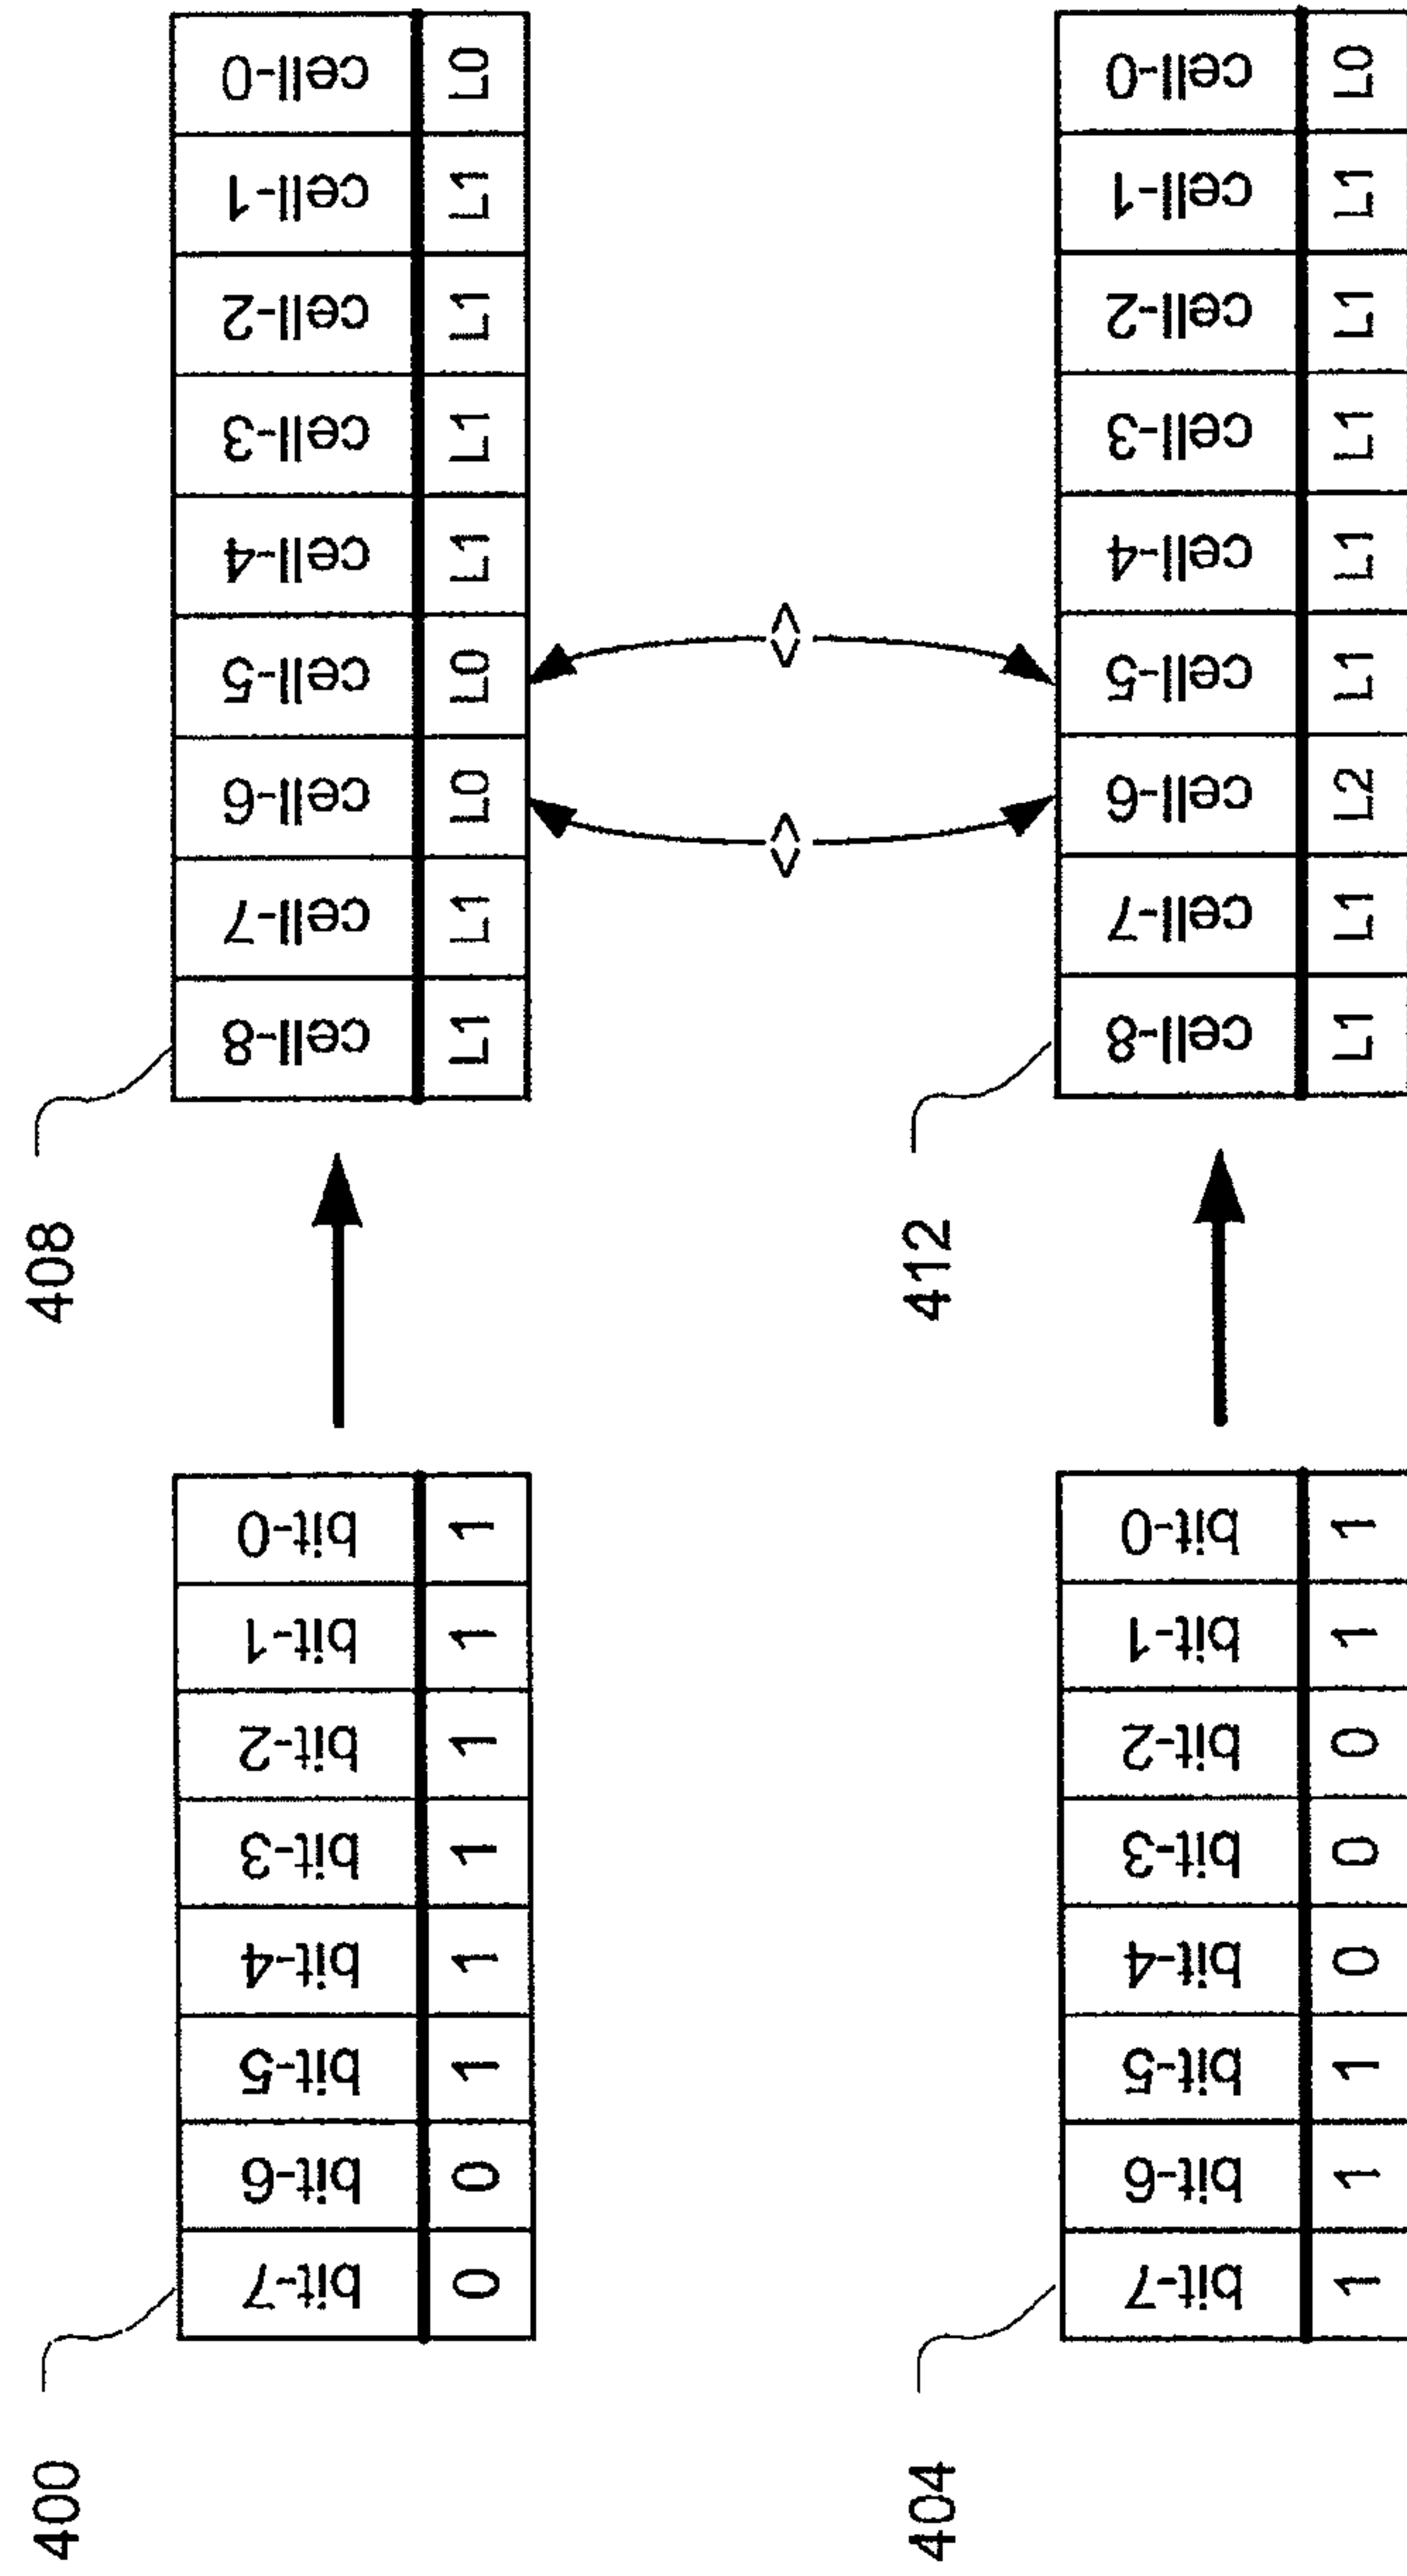 400 408
bit-7 bit-6 bit-5 bit-4 bit-3 bit-2 bit-1 bit-0 cell-8 cell-7 cell-6 cell-5 cell-4 cell-3 cell-2 cell-1 cell-0
0 0 1 1 1 1 1 1 L1 L1 L0 L0 L1 L1 L1 L1 L0
<> <>
404 412
bit-7 bit-6 bit-5 bit-4 bit-3 bit-2 bit-1 bit-0 cell-8 cell-7 cell-6 cell-5 cell-4 cell-3 cell-2 cell-1 cell-0
1 1 1 0 0 0 1 1 L1 L1 L2 L1 L1 L1 L1 L1 L0